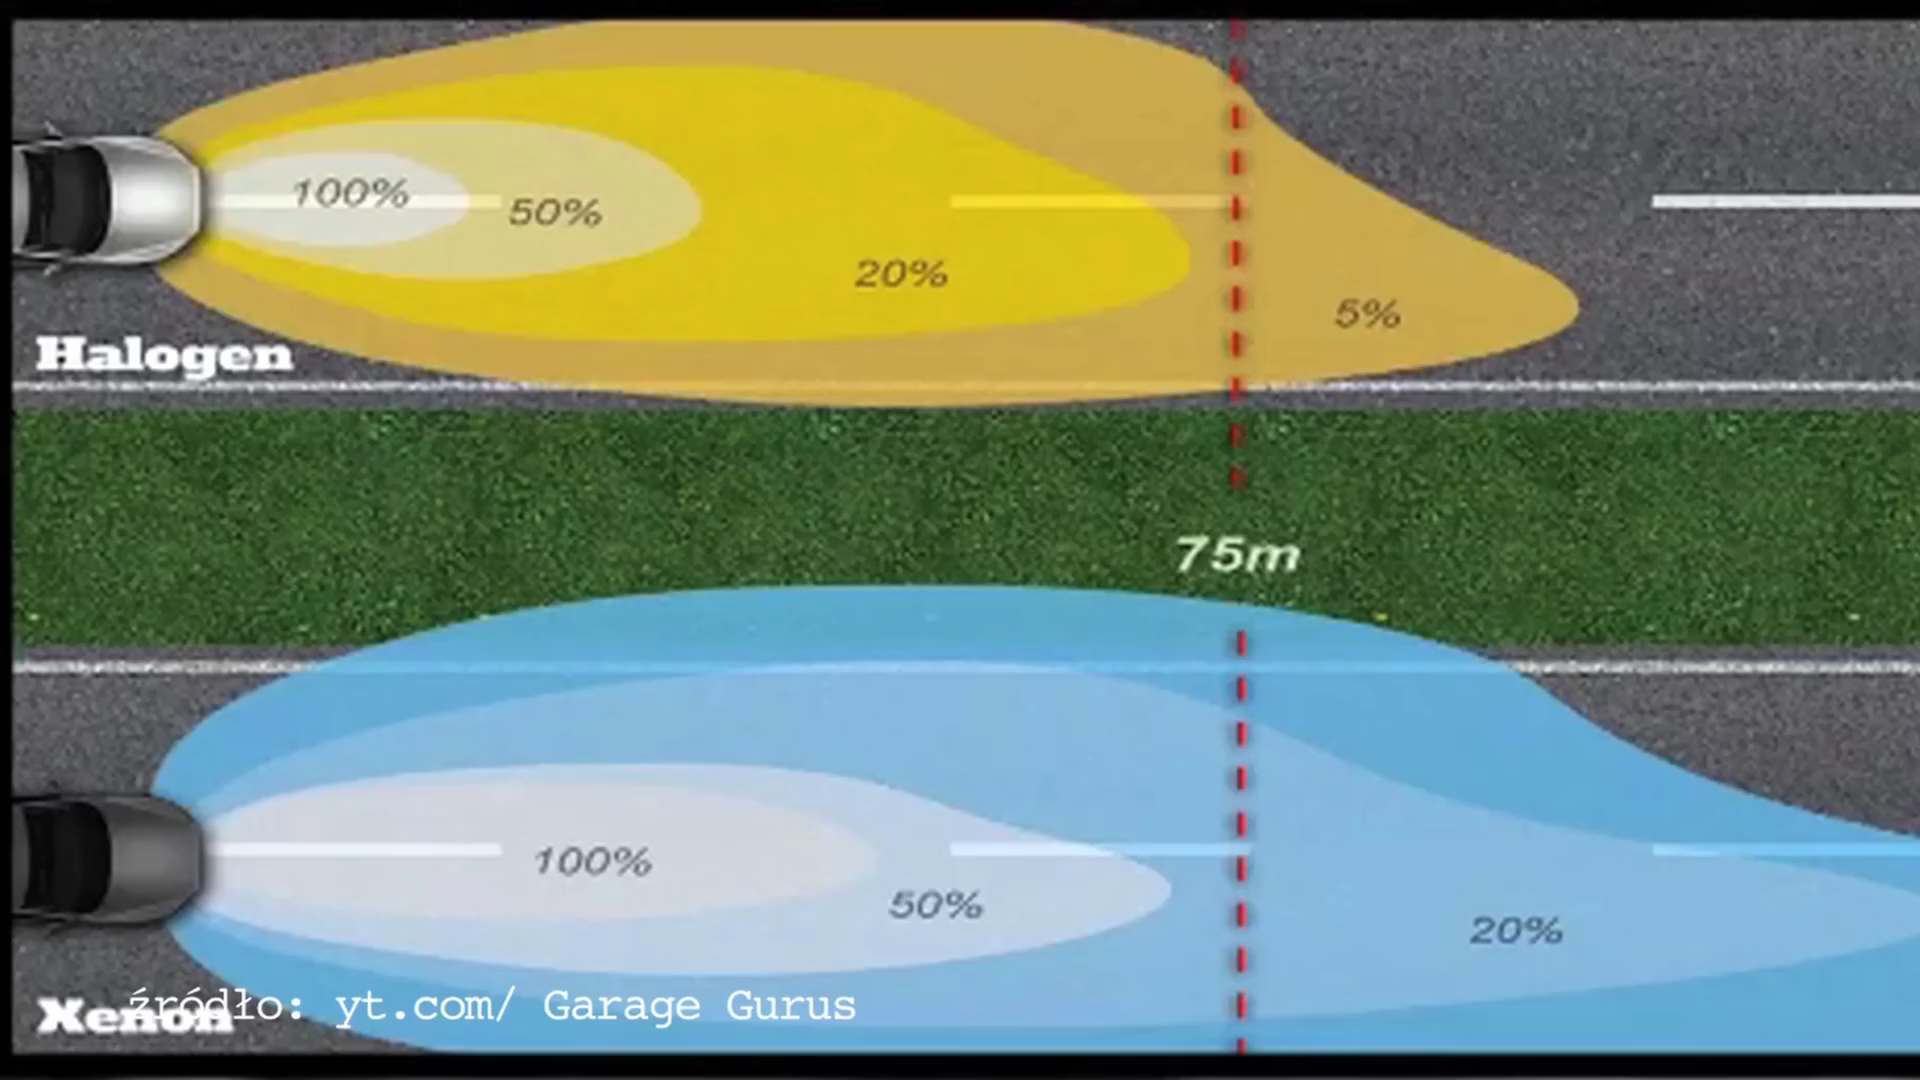 100%
50%
20%
5%
Halogen
75m
100%
50%
20%
Xenon
źródło: yt.com/ Garage Gurus